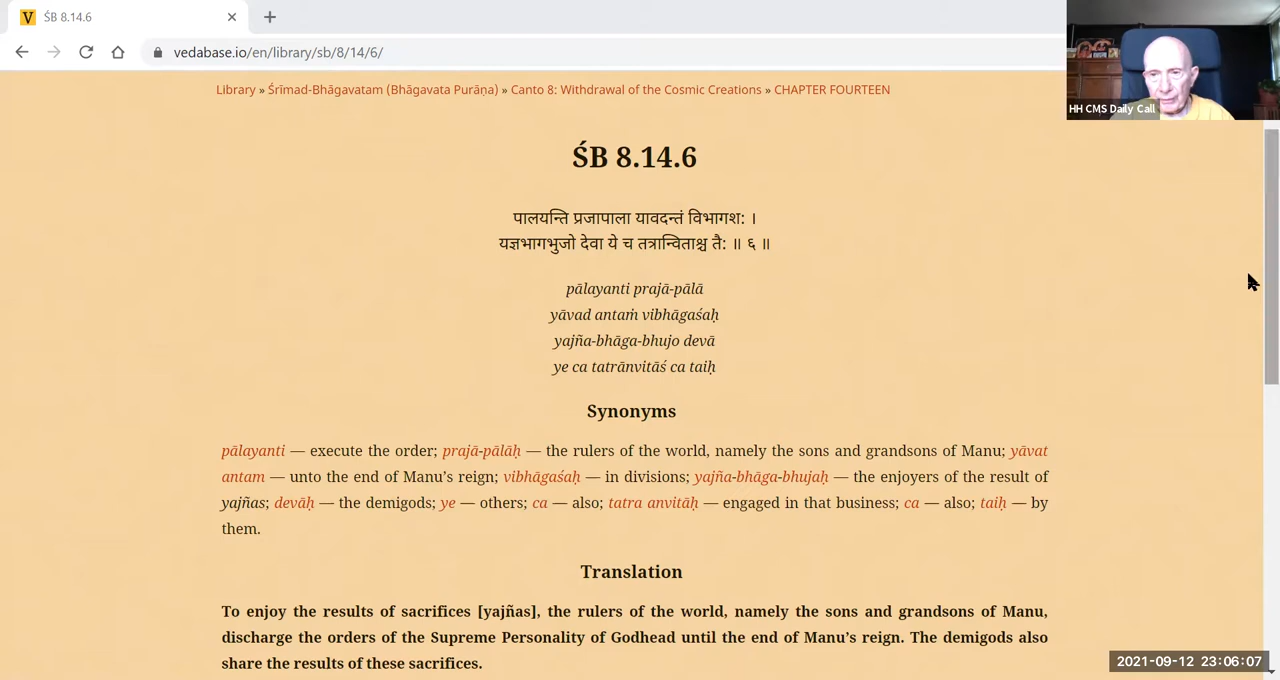 ŚB 8.14.6
vedabase.io/en/library/sb/8/14/6/
HH CMS Daily Call
Library » Śrīmad-Bhāgavatam (Bhāgavata Purāṇa) » Canto 8: Withdrawal of the Cosmic Creations » CHAPTER FOURTEEN
ŚB 8.14.6
पालयन्ति प्रजापाला यावदन्तं विभागश: ।
यज्ञभागभुजो देवा ये च तत्रान्विताश्च तै: ॥ ६ ॥
pālayanti prajā-pālā
yāvad antaṁ vibhāgaśaḥ
yajña-bhāga-bhujo devā
ye ca tatrānvitāś ca taiḥ
Synonyms
pālayanti — execute the order; prajā-pālāḥ — the rulers of the world, namely the sons and grandsons of Manu; yāvat
antam — unto the end of Manu’s reign; vibhāgaśaḥ — in divisions; yajña-bhāga-bhujaḥ — the enjoyers of the result of
yajñas; devāḥ — the demigods; ye — others; ca — also; tatra anvitāḥ — engaged in that business; ca — also; taiḥ — by
them.
Translation
To enjoy the results of sacrifices [yajñas], the rulers of the world, namely the sons and grandsons of Manu,
discharge the orders of the Supreme Personality of Godhead until the end of Manu’s reign. The demigods also
share the results of these sacrifices.
2021-09-12 23:06:07